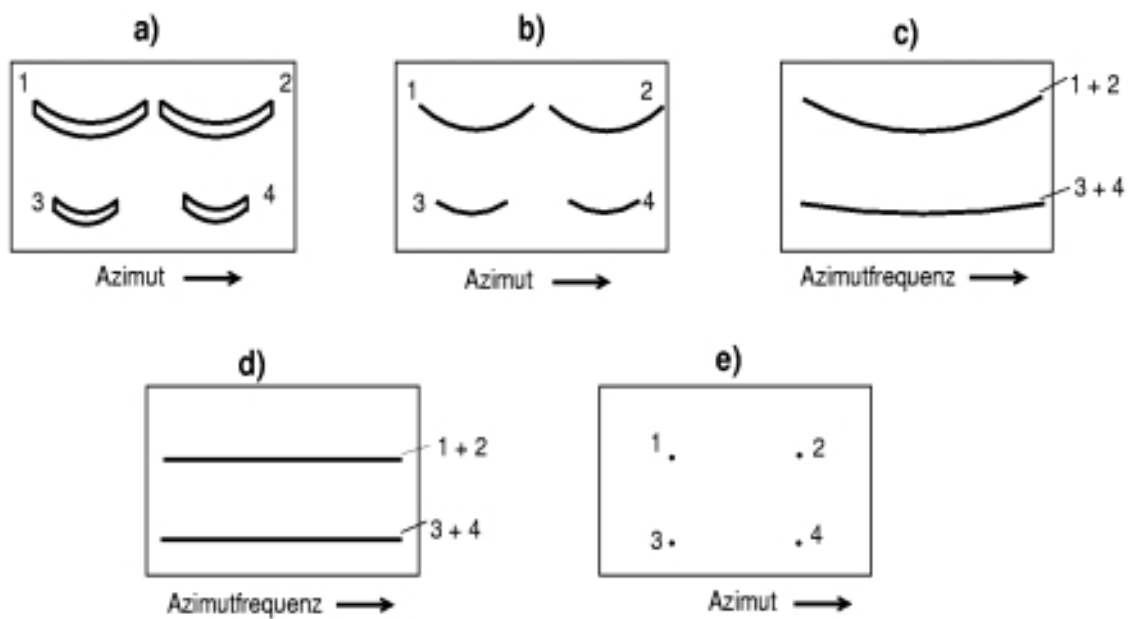 a)
1 2
3 4
Azimut
b)
1 2
3 4
Azimut
c)
1 + 2
3 + 4
Azimutfrequenz
d)
1 + 2
3 + 4
Azimutfrequenz
e)
1 2
3 4
Azimut